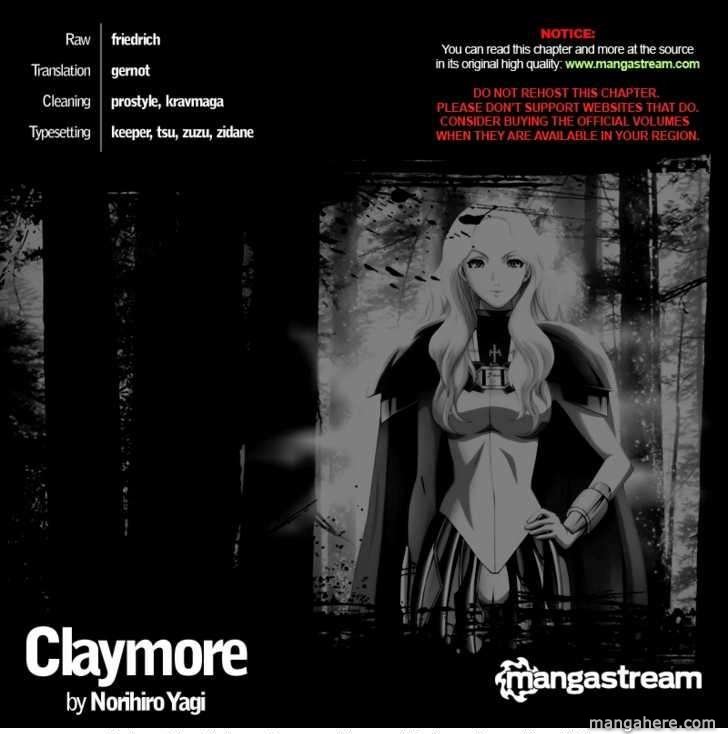 Raw friedrich
Translation gernot
Cleaning prostyle, kravmaga
Typesetting keeper, tsu, zuzu, zidane
NOTICE:
You can read this chapter and more at the source
in its original high quality: www.mangastream.com
DO NOT REHOST THIS CHAPTER.
PLEASE DON'T SUPPORT WEBSITES THAT DO.
CONSIDER BUYING THE OFFICIAL VOLUMES
WHEN THEY ARE AVAILABLE IN YOUR REGION.
Claymore
by Norihiro Yagi
mangastream
mangahere.com